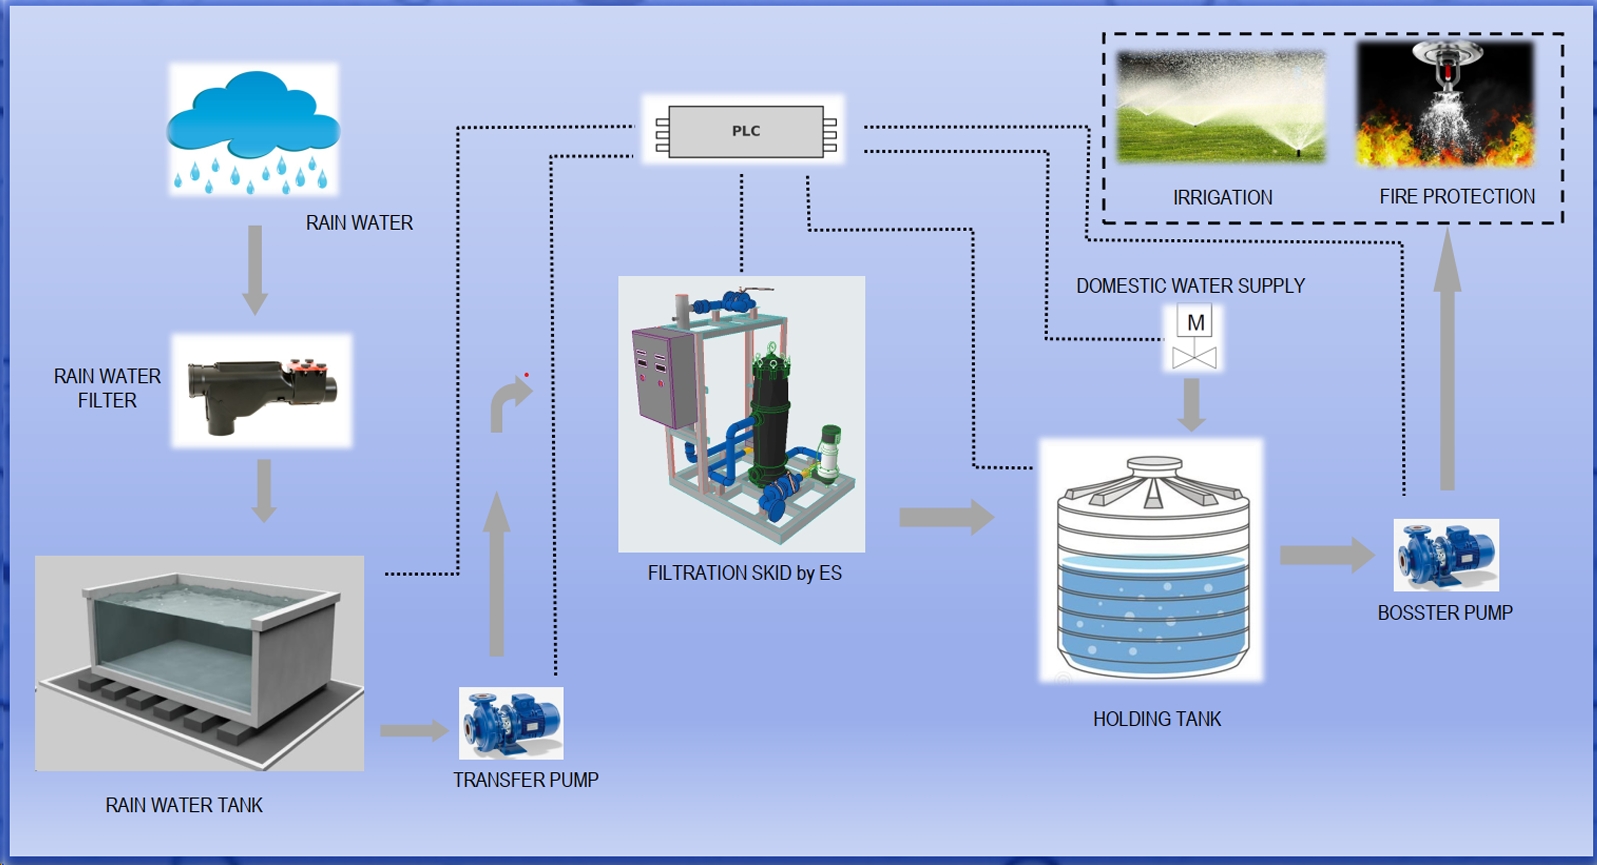 PLC
RAIN WATER
IRRIGATION
FIRE PROTECTION
DOMESTIC WATER SUPPLY
M
RAIN WATER
FILTER
FILTRATION SKID by ES
BOSSTER PUMP
HOLDING TANK
TRANSFER PUMP
RAIN WATER TANK